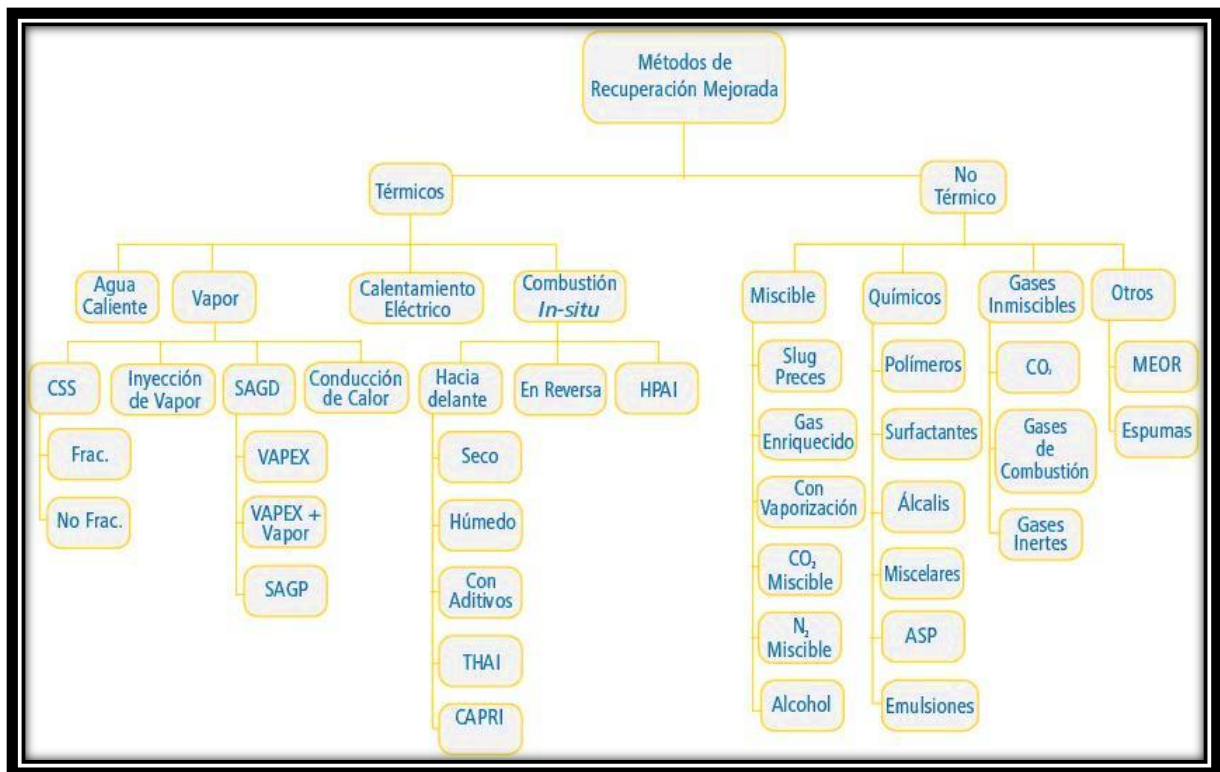 Métodos de
Recuperación Mejorada
Térmicos
No
Térmico
Agua
Caliente
Vapor
Calentamiento
Eléctrico
Combustión
In-situ
Miscible
Químicos
Gases
Inmiscibles
Otros
CSS
Inyección
de Vapor
SAGD
Conducción
de Calor
Hacia
delante
En Reversa
HPAI
Frac.
No Frac.
VAPEX
VAPEX +
Vapor
SAGP
Seco
Húmedo
Con
Aditivos
THAI
CAPRI
Slug
Preces
Gas
Enriquecido
Con
Vaporización
CO₂
Miscible
N₂
Miscible
Alcohol
Polímeros
Surfactantes
Álcalis
Miscelares
ASP
Emulsiones
CO₂
Gases
de
Combustión
Gases
Inertes
MEOR
Espumas